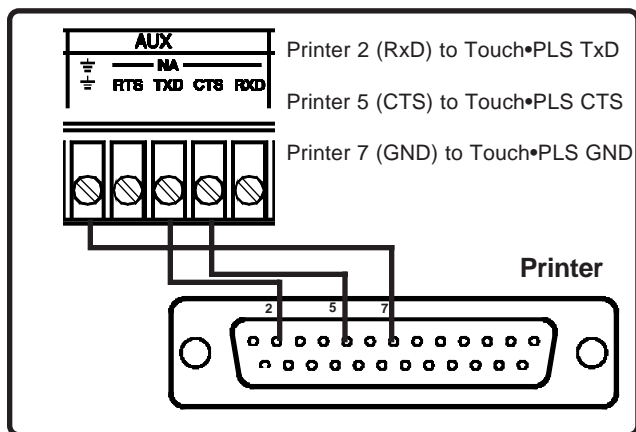 AUX
NA
RTS TXD CTS RXD
Printer 2 (RxD) to Touch•PLS TxD
Printer 5 (CTS) to Touch•PLS CTS
Printer 7 (GND) to Touch•PLS GND
Printer
2 5 7